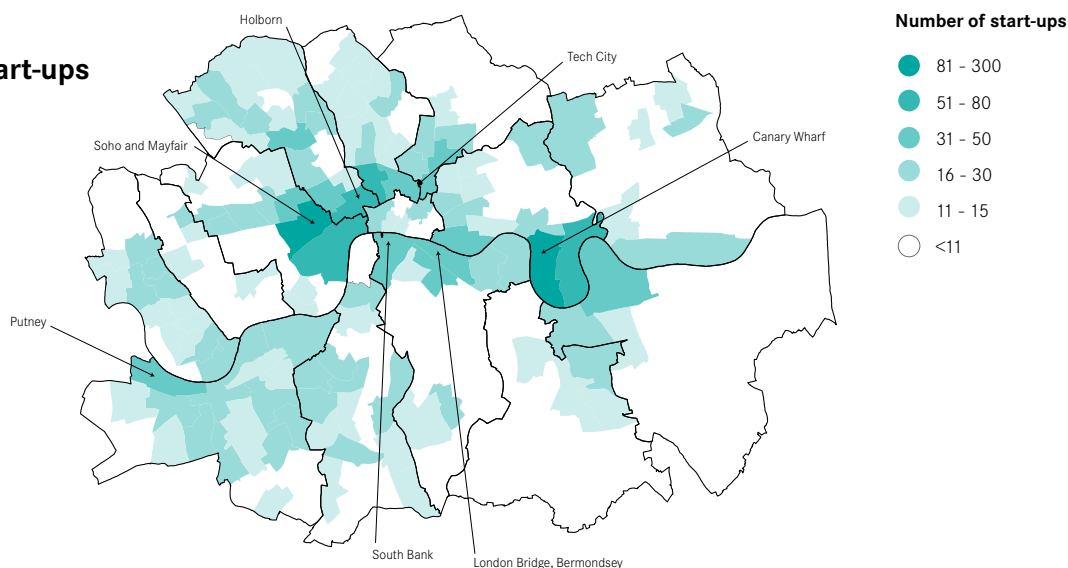 art-ups
Number of start-ups
81 - 300
51 - 80
31 - 50
16 - 30
11 - 15
<11
Holborn
Tech City
Soho and Mayfair
Canary Wharf
Putney
South Bank
London Bridge, Bermondsey